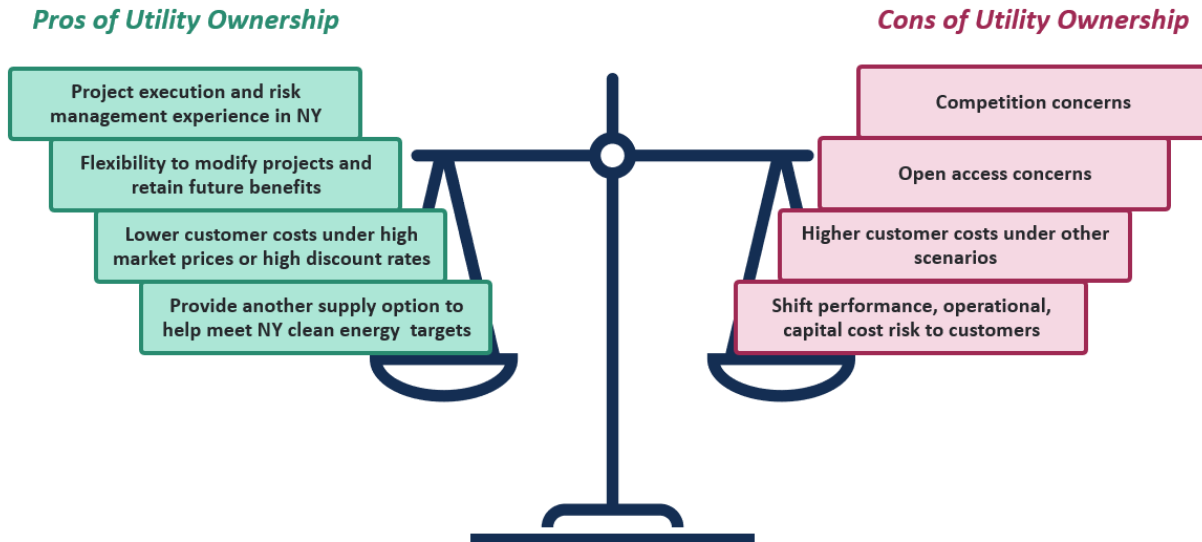 Pros of Utility Ownership
Project execution and risk
management experience in NY
Flexibility to modify projects and
retain future benefits
Lower customer costs under high
market prices or high discount rates
Provide another supply option to
help meet NY clean energy targets
Cons of Utility Ownership
Competition concerns
Open access concerns
Higher customer costs under other
scenarios
Shift performance, operational,
capital cost risk to customers